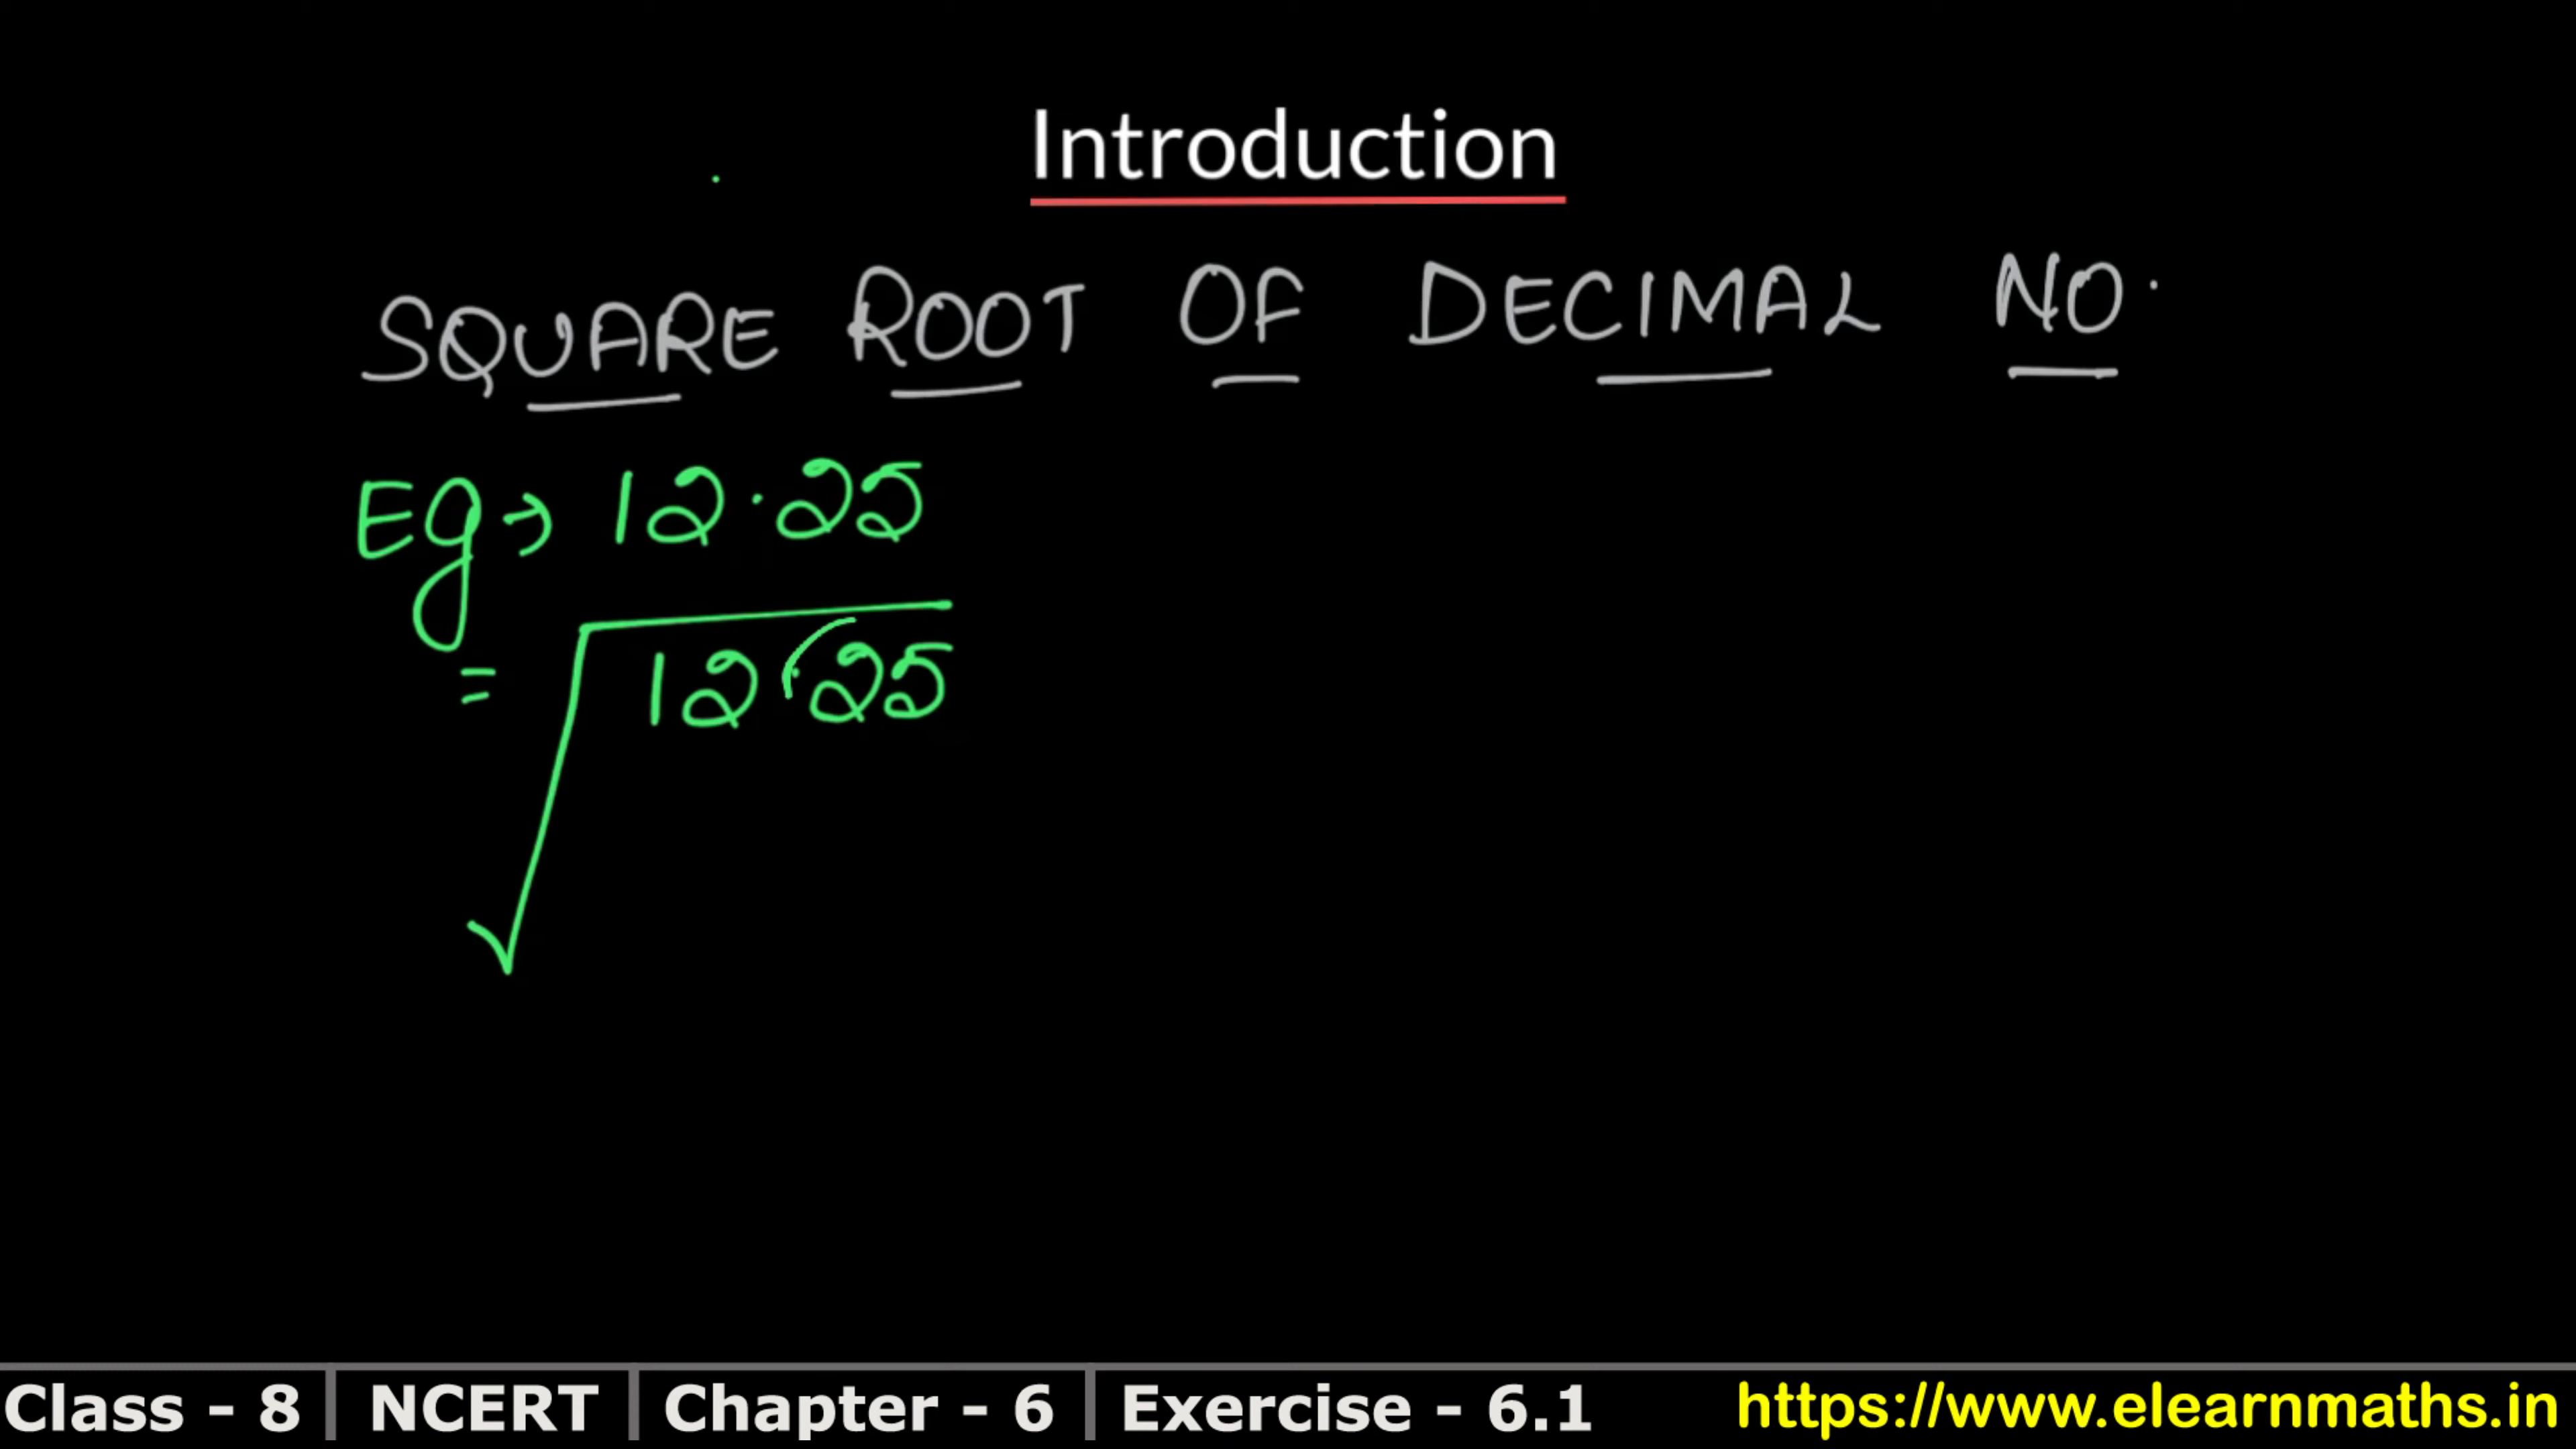 Introduction
SQUARE ROOT OF DECIMAL NO.
Eg → 12.25
= √12.25
Class - 8 | NCERT | Chapter - 6 | Exercise - 6.1 https://www.elearnmaths.in